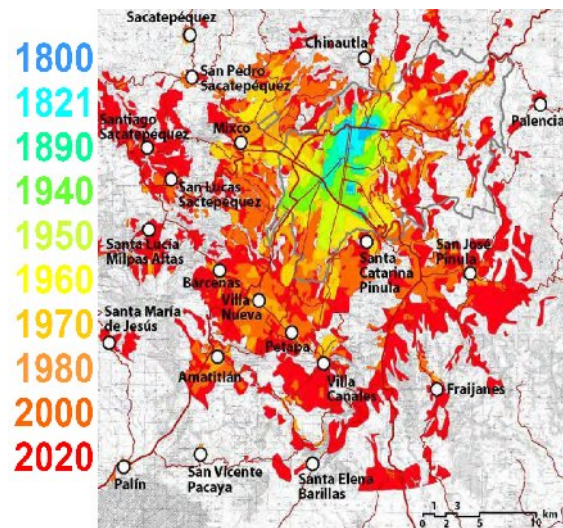 1800
1821
1890
1940
1950
1960
1970
1980
2000
2020
Sacatepéquez
Chinautla
San Pedro
Sacatepéquez
Palencia
Santiago
Sacatepéquez
Mixco
San Lucas
Sactepéquez
Santa Lucía
Milpas Altas
Santa
Catarina
Pinula
San José
Pinula
Bárcenas
Villa
Nueva
Santa María
de Jesús
Petapa
Amatitlán
Villa
Canales
Fraijanes
San Vicente
Pacaya
Palín
Santa Elena
Barillas
1 3
0 2 5 10 km